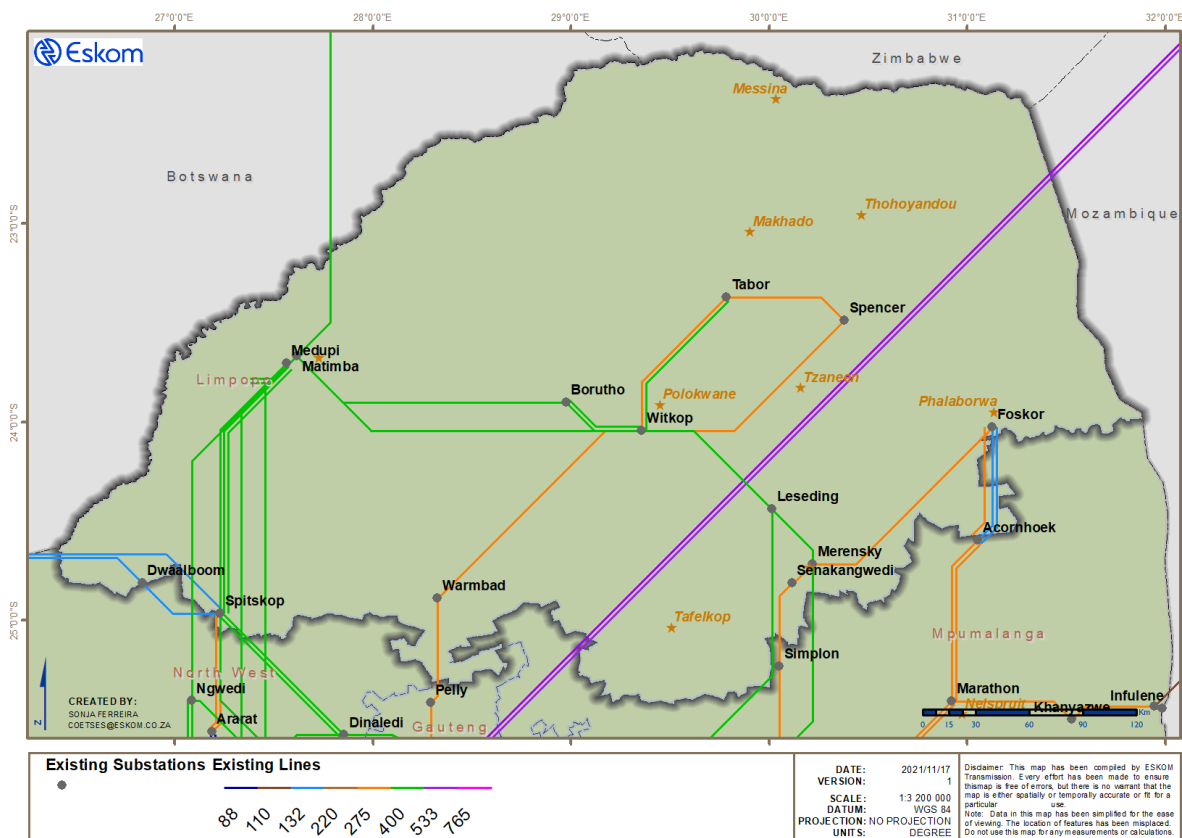 27°0'0"E 28°0'0"E 29°0'0"E 30°0'0"E 31°0'0"E 32°0'0"E
Eskom
Zimbabwe
Messina
Botswana
Thohoyandou
Mozambique
23°0'0"S
Makhado
Tabor
Spencer
Medupi
Matimba
Limpopo
Tzaneen
Borutho
Polokwane
Phalaborwa
Witkop
Foskor
24°0'0"S
Leseding
Acornhoek
Merensky
Dwaalboom
Senakangwedi
Warmbad
Spitskop
25°0'0"S
Tafelkop
Mpumalanga
Simplon
North West
Ngwedi
Pelly
Marathon
Infulene
CREATED BY:
SONJA FERREIRA
COETSES@ESKOM.CO.ZA
N
Ararat
Dinaledi
Gauteng
Nelspruit
Khanyazwe
Km
0 15 30 60 90 120
Existing Substations Existing Lines
88 110 132 220 275 400 533 765
DATE: 2021/11/17
VERSION: 1
SCALE: 1:3 200 000
DATUM: WGS 84
PROJECTION: NO PROJECTION
UNITS: DEGREE
Disclaimer: This map has been compiled by ESKOM
Transmission. Every effort has been made to ensure
thismap is free of errors, but there is no warrant that the
map is either spatially or temporally accurate or fit for a
particular use.
Note: Data in this map has been simplified for the ease
of viewing. The location of features has been misplaced.
Do not use this map for any measurements or calculations.